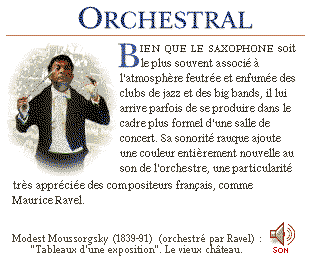 ORCHESTRAL
BIEN QUE LE SAXOPHONE soit
le plus souvent associé à
l'atmosphère feutrée et enfumée des
clubs de jazz et des big bands, il lui
arrive parfois de se produire dans le
cadre plus formel d'une salle de
concert. Sa sonorité rauque ajoute
une couleur entièrement nouvelle au
son de l'orchestre, une particularité
très appréciée des compositeurs français, comme
Maurice Ravel.
Modest Moussorgsky (1839-91) (orchestré par Ravel) :
"Tableaux d'une exposition". Le vieux château.
SON